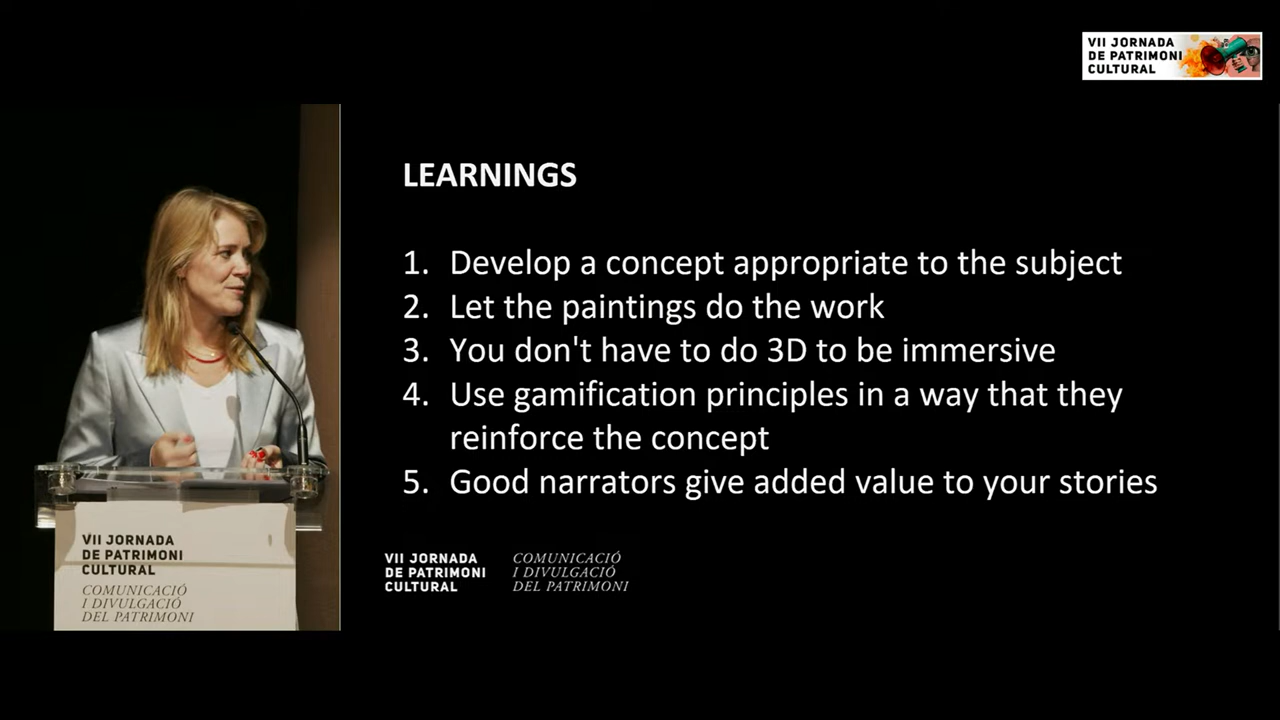 VII JORNADA
DE PATRIMONI
CULTURAL
LEARNINGS
1. Develop a concept appropriate to the subject
2. Let the paintings do the work
3. You don't have to do 3D to be immersive
4. Use gamification principles in a way that they
reinforce the concept
5. Good narrators give added value to your stories
VII JORNADA
DE PATRIMONI
CULTURAL
COMUNICACIÓ
I DIVULGACIÓ
DEL PATRIMONI
VII JORNADA
DE PATRIMONI
CULTURAL
COMUNICACIÓ
I DIVULGACIÓ
DEL PATRIMONI